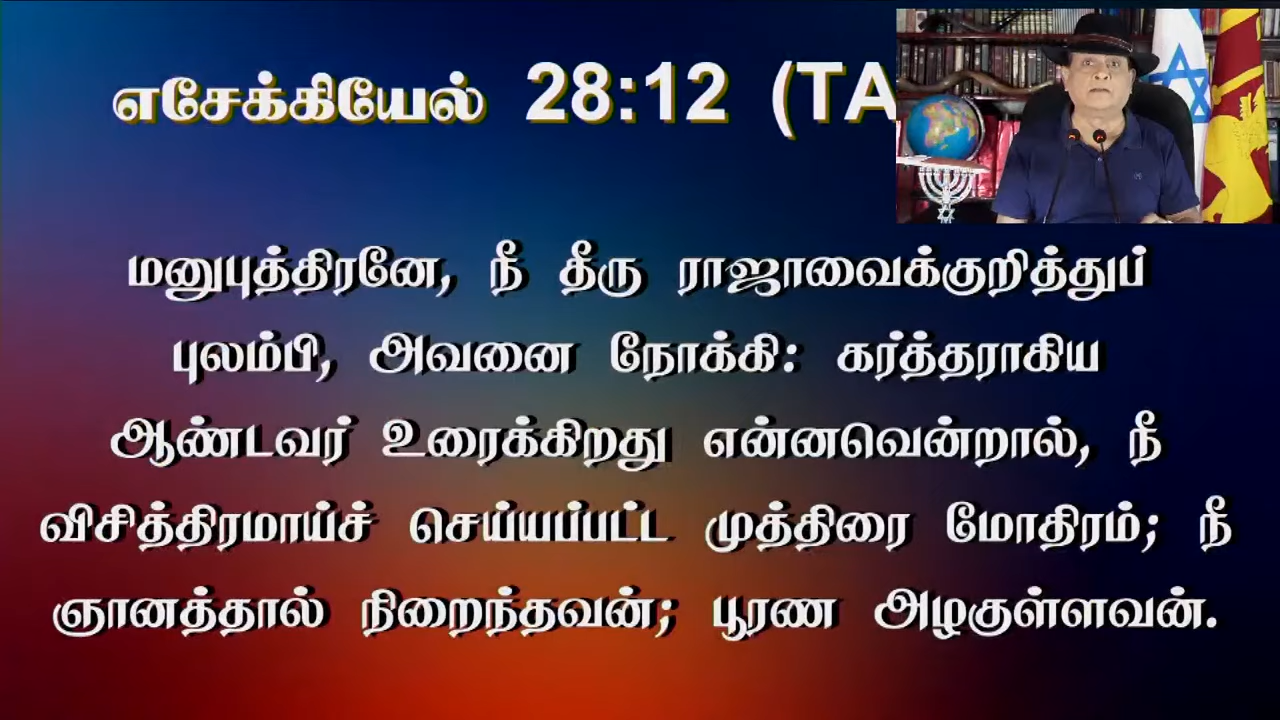 எசேக்கியேல் 28:12 (TA
மனுபுத்திரனே, நீ தீரு ராஜாவைக்குறித்துப்
புலம்பி, அவனை நோக்கி: கர்த்தராகிய
ஆண்டவர் உரைக்கிறது என்னவென்றால், நீ
விசித்திரமாய்ச் செய்யப்பட்ட முத்திரை மோதிரம்; நீ
ஞானத்தால் நிறைந்தவன்; பூரண அழகுள்ளவன்.